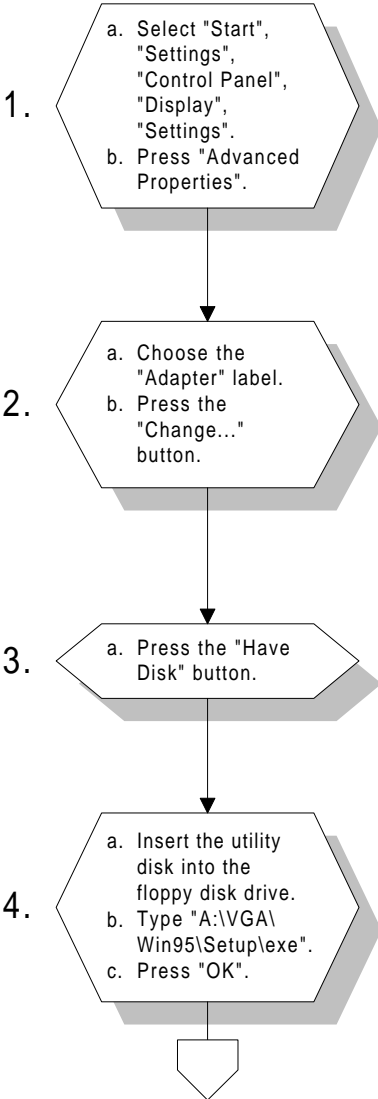 1.
a. Select "Start",
"Settings",
"Control Panel",
"Display",
"Settings".
b. Press "Advanced
Properties".
2.
a. Choose the
"Adapter" label.
b. Press the
"Change..."
button.
3.
a. Press the "Have
Disk" button.
4.
a. Insert the utility
disk into the
floppy disk drive.
b. Type "A:\VGA\
Win95\Setup\exe".
c. Press "OK".